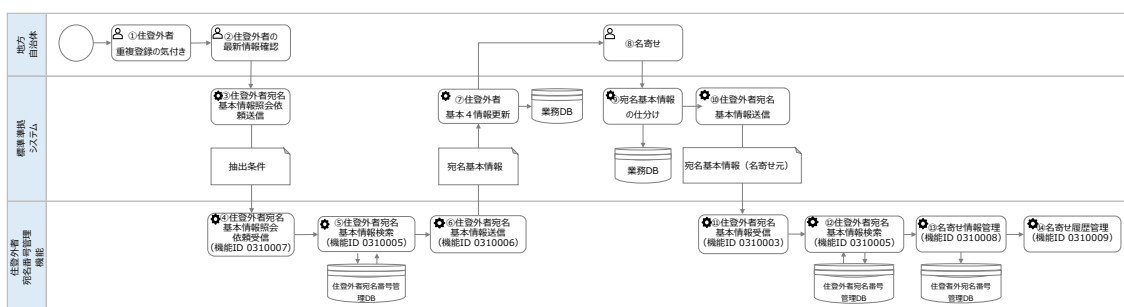 地方
自治体
①住登外者
重複登録の気付き
②住登外者の
最新情報確認
⑧名寄せ
標準準拠
システム
③住登外者宛名
基本情報照会依
頼送信
抽出条件
⑦住登外者
基本４情報更新
業務DB
宛名基本情報
⑨宛名基本情報
の仕分け
業務DB
⑩住登外者宛名
基本情報送信
宛名基本情報（名寄せ元）
住登外者
宛名番号管理
機能
④住登外者宛名
基本情報照会
依頼受信
（機能ID 0310007）
⑤住登外者宛名
基本情報検索
（機能ID 0310005）
住登外者宛名番号管
理DB
⑥住登外者宛名
基本情報送信
（機能ID 0310006）
⑪住登外者宛名
基本情報受信
（機能ID 0310003）
⑫住登外者宛名
基本情報検索
（機能ID 0310005）
住登外者宛名番号
管理DB
⑬名寄せ情報管理
（機能ID 0310008）
住登者外宛名番号
管理DB
⑭名寄せ履歴管理
（機能ID 0310009）